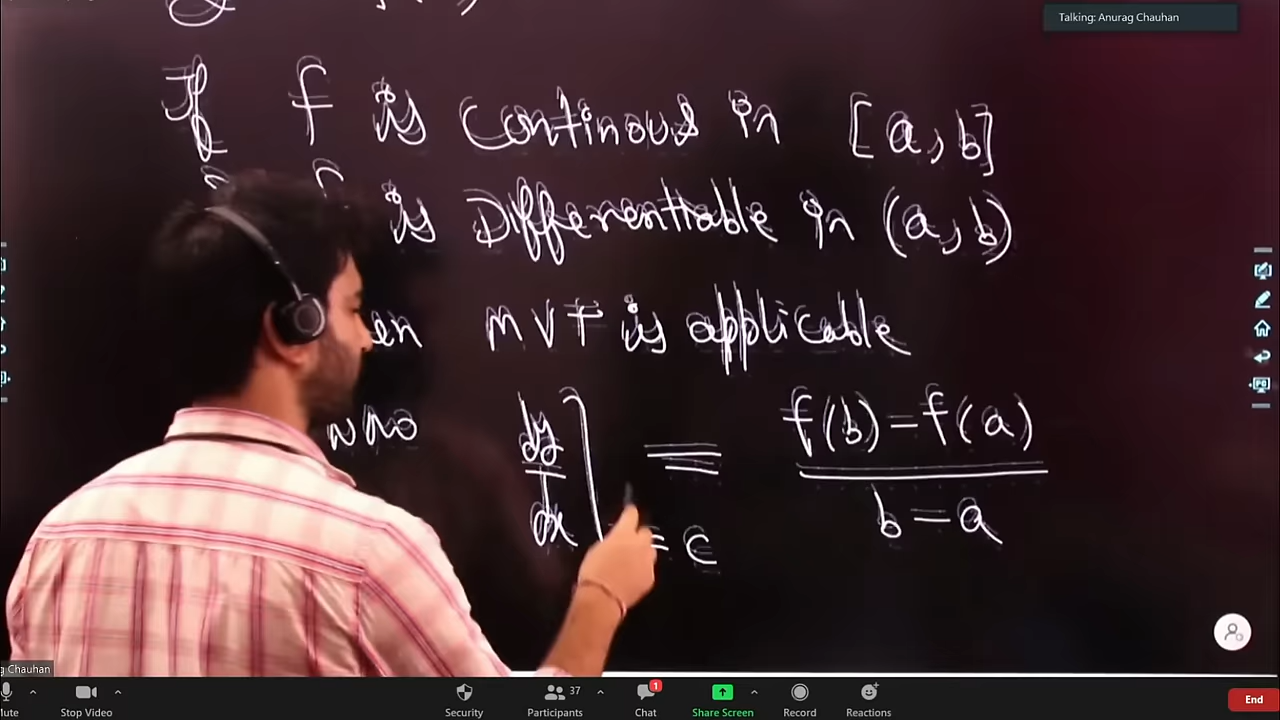 Talking: Anurag Chauhan
If f is continous in [a, b]
is Differentiable in (a, b)
en MVT is applicable
dy/dx] = f(b) - f(a) / b - a
= c
g Chauhan
Mute
Stop Video
Security
Participants 37
Chat 1
Share Screen
Record
Reactions
End